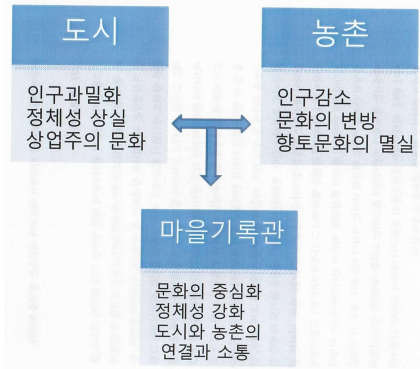 도시
인구과밀화
정체성 상실
상업주의 문화
농촌
인구감소
문화의 변방
향토문화의 멸실
마을기록관
문화의 중심화
정체성 강화
도시와 농촌의
연결과 소통